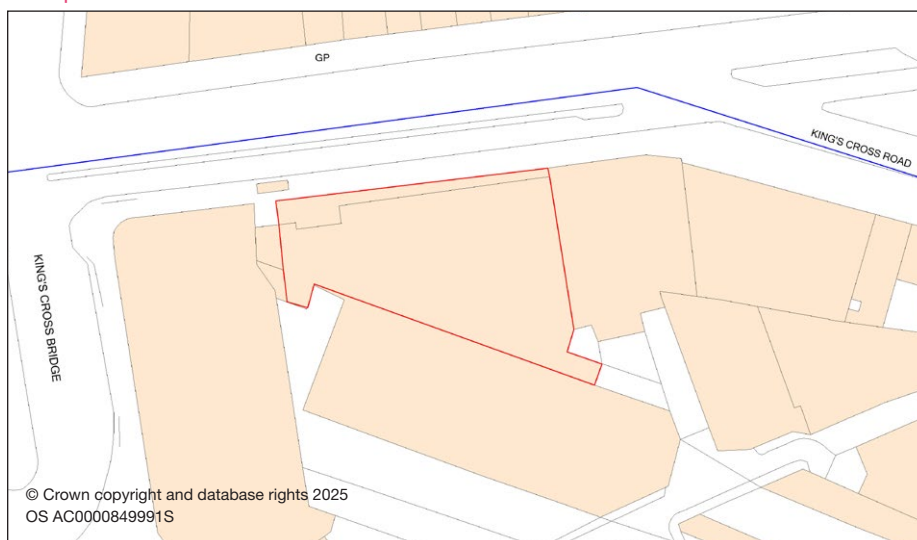 GP
KING'S CROSS ROAD
KING'S CROSS BRIDGE
© Crown copyright and database rights 2025
OS AC0000849991S